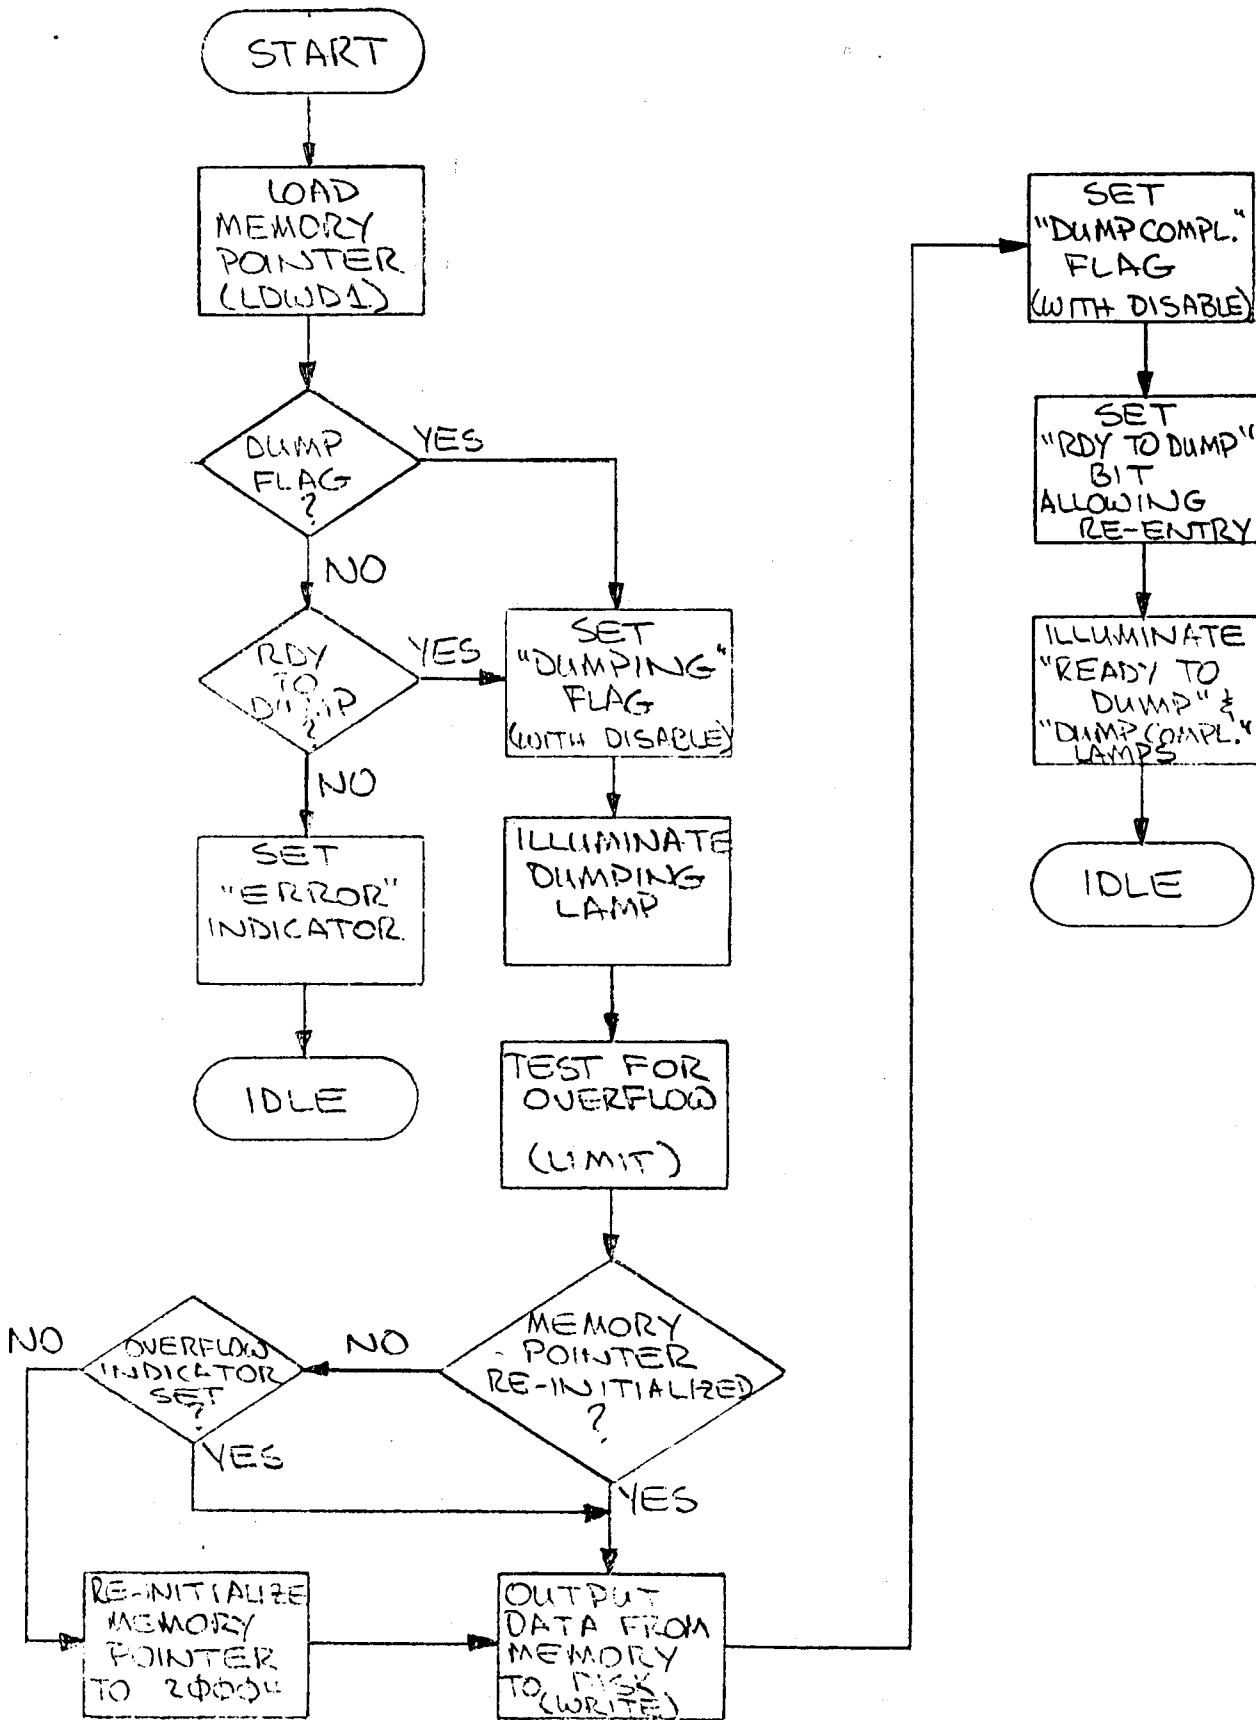 START
LOAD
MEMORY
POINTER
(LDWD1)
DUMP
FLAG
?
YES
NO
RDY
TO
DUMP
?
YES
NO
SET
"ERROR"
INDICATOR
IDLE
SET
"DUMPING"
FLAG
(WITH DISABLE)
ILLUMINATE
DUMPING
LAMP
TEST FOR
OVERFLOW
(LIMIT)
MEMORY
POINTER
RE-INITIALIZED
?
NO
YES
OVERFLOW
INDICATOR
SET
?
NO
YES
RE-INITIALIZE
MEMORY
POINTER
TO
OUTPUT
DATA FROM
MEMORY
TO DISK
(WRITE)
SET
"DUMP COMPL."
FLAG
(WITH DISABLE)
SET
"RDY TO DUMP"
BIT
ALLOWING
RE-ENTRY
ILLUMINATE
"READY TO
DUMP" &
"DUMP COMPL."
LAMPS
IDLE